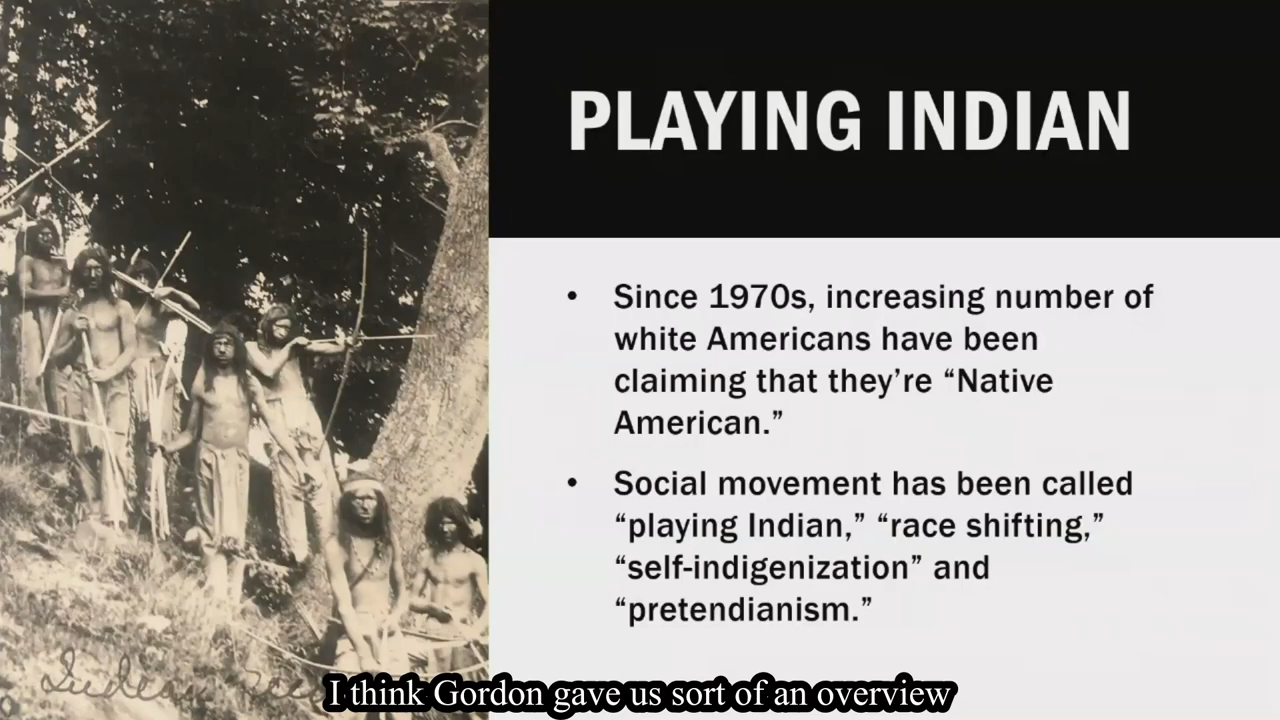 PLAYING INDIAN
• Since 1970s, increasing number of
white Americans have been
claiming that they’re “Native
American.”
• Social movement has been called
“playing Indian,” “race shifting,”
“self-indigenization” and
“pretendianism.”
Indian
I think Gordon gave us sort of an overview